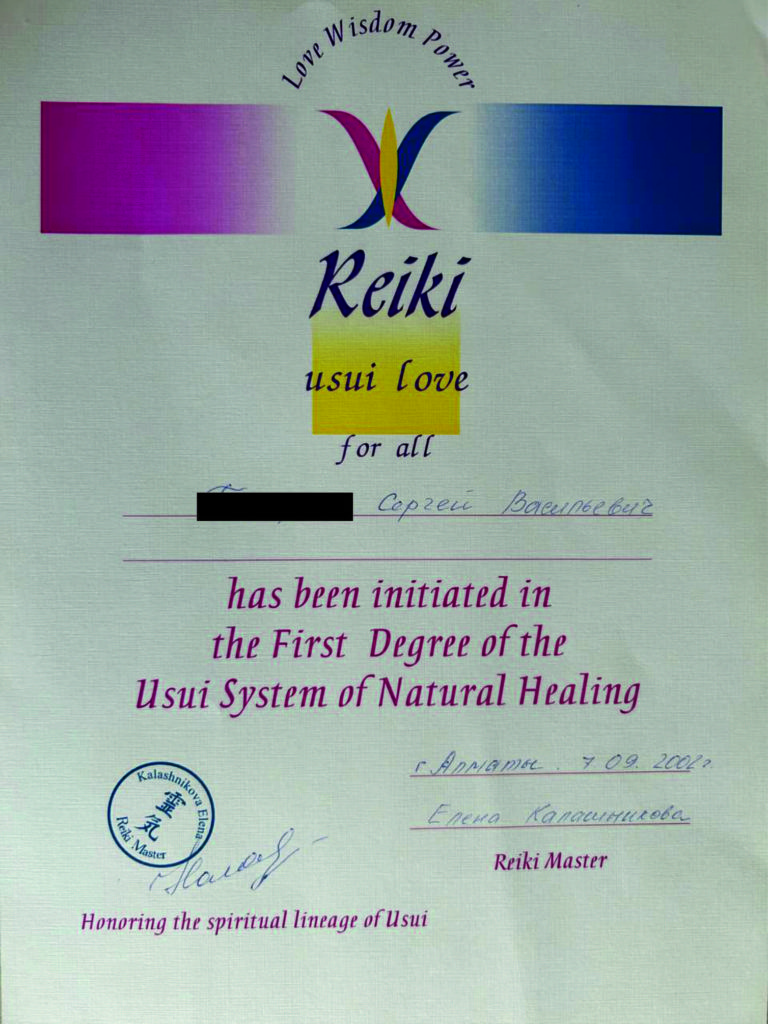 Love Wisdom Power
Reiki
usui love
for all
Сергей Васильевич
has been initiated in
the First Degree of the
Usui System of Natural Healing
г. Алматы. 7.09.2002г.
Елена Калашникова
Reiki Master
Kalashnikova Elena
靈
気
Reiki Master
Honoring the spiritual lineage of Usui